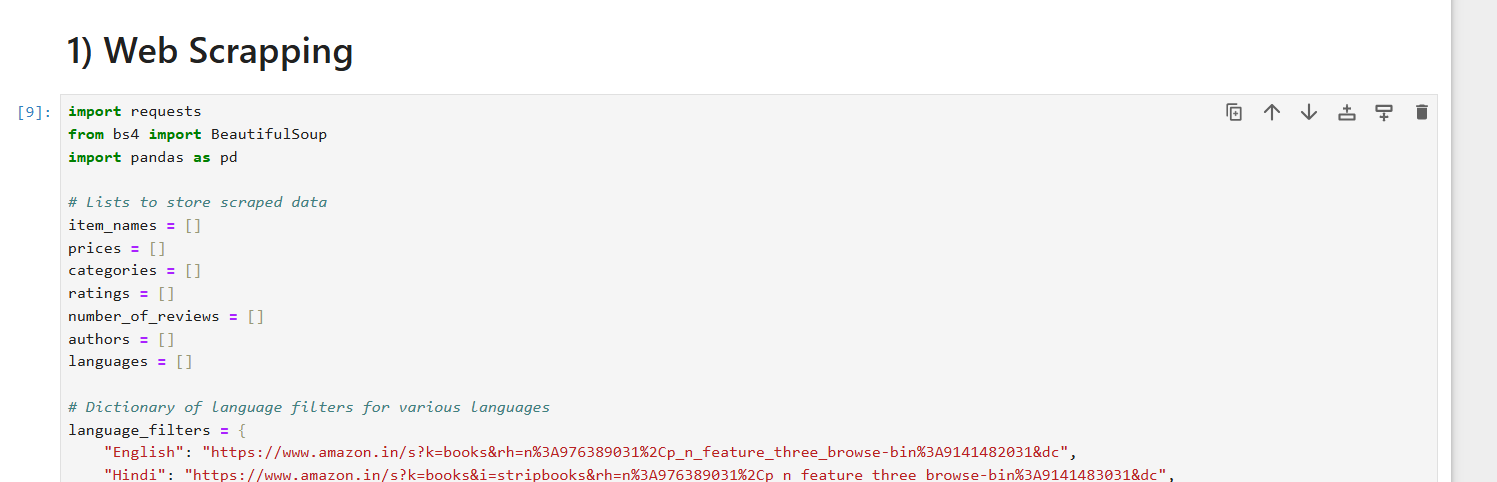 1) Web Scrapping
[9]:
import requests
from bs4 import BeautifulSoup
import pandas as pd
# Lists to store scraped data
item_names = []
prices = []
categories = []
ratings = []
number_of_reviews = []
authors = []
languages = []
# Dictionary of language filters for various languages
language_filters = {
"English": "https://www.amazon.in/s?k=books&rh=n%3A976389031%2Cp_n_feature_three_browse-bin%3A9141482031&dc",
"Hindi": "https://www.amazon.in/s?k=books&i=stripbooks&rh=n%3A976389031%2Cp_n_feature_three_browse-bin%3A9141483031&dc",